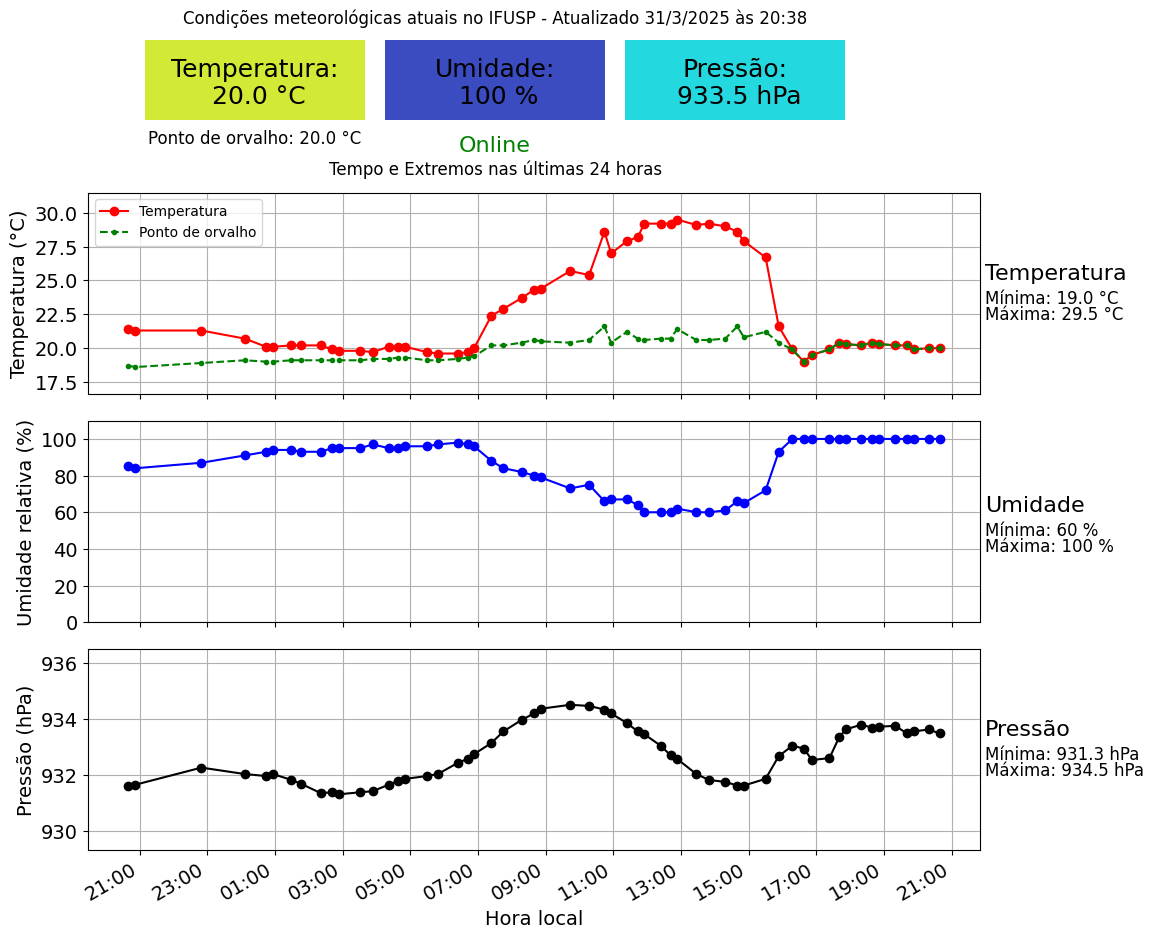 Condições meteorológicas atuais no IFUSP - Atualizado 31/3/2025 às 20:38
Temperatura:
20.0 °C
Umidade:
100 %
Pressão:
933.5 hPa
Ponto de orvalho: 20.0 °C
Online
Tempo e Extremos nas últimas 24 horas
Temperatura (°C)
30.0
27.5
25.0
22.5
20.0
17.5
Temperatura
Ponto de orvalho
Temperatura
Mínima: 19.0 °C
Máxima: 29.5 °C
Umidade relativa (%)
100
80
60
40
20
0
Umidade
Mínima: 60 %
Máxima: 100 %
Pressão (hPa)
936
934
932
930
Pressão
Mínima: 931.3 hPa
Máxima: 934.5 hPa
21:00 23:00 01:00 03:00 05:00 07:00 09:00 11:00 13:00 15:00 17:00 19:00 21:00
Hora local